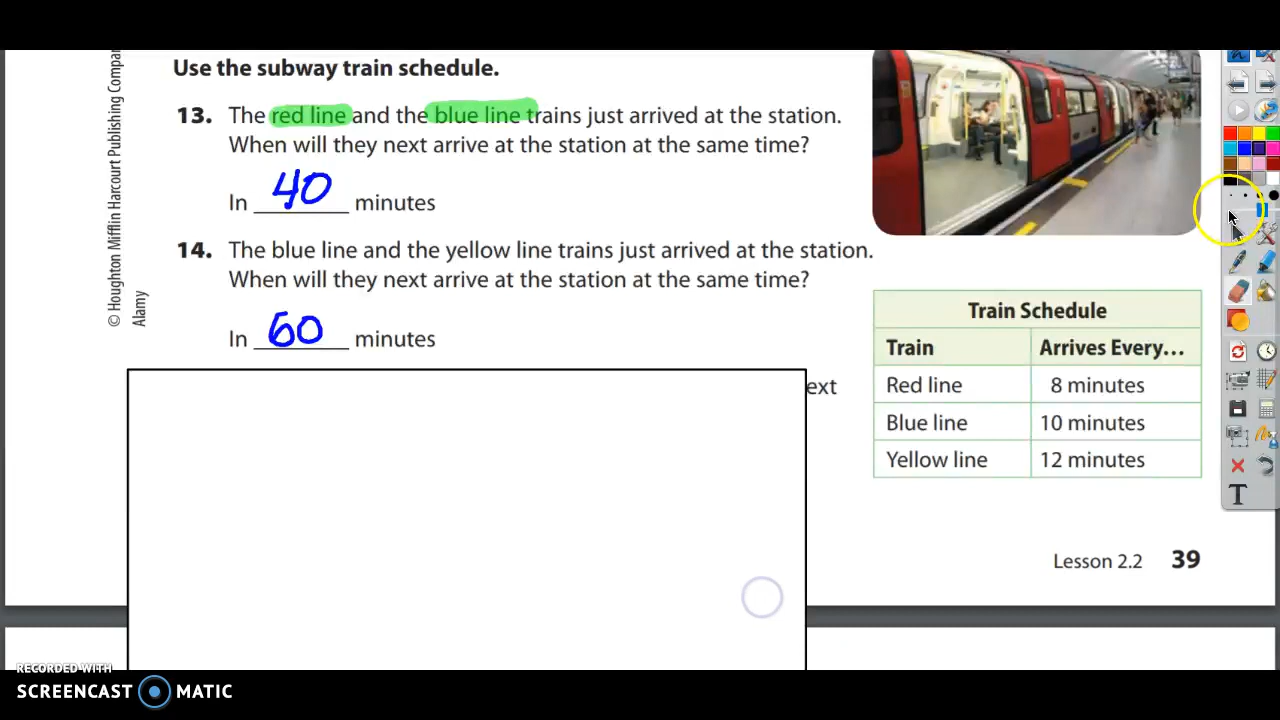 © Houghton Mifflin Harcourt Publishing Compan
Alamy
Use the subway train schedule.
13. The red line and the blue line trains just arrived at the station.
When will they next arrive at the station at the same time?
In 40 minutes
14. The blue line and the yellow line trains just arrived at the station.
When will they next arrive at the station at the same time?
In 60 minutes
ext
Train Schedule
Train Arrives Every...
Red line 8 minutes
Blue line 10 minutes
Yellow line 12 minutes
Lesson 2.2 39
T
RECORDED WITH
SCREENCAST MATIC